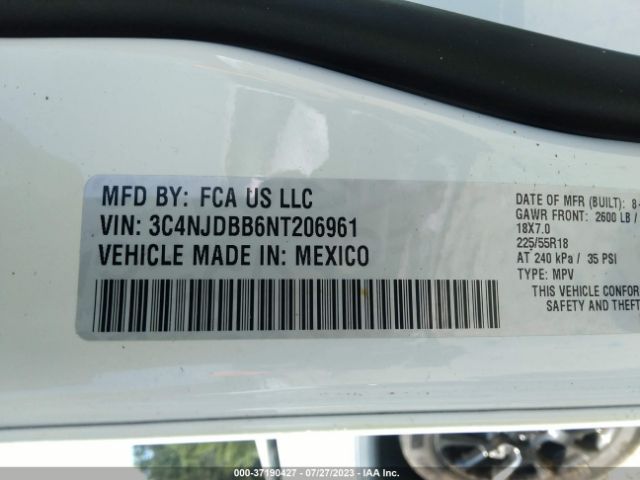 MFD BY: FCA US LLC
VIN: 3C4NJDBB6NT206961
VEHICLE MADE IN: MEXICO
DATE OF MFR (BUILT): 8-
GAWR FRONT: 2600 LB /
18X7.0
225/55R18
AT 240 kPa / 35 PSI
TYPE: MPV
THIS VEHICLE CONFOR
SAFETY AND THEFT
000-37190427 - 07/27/2023 - IAA Inc.